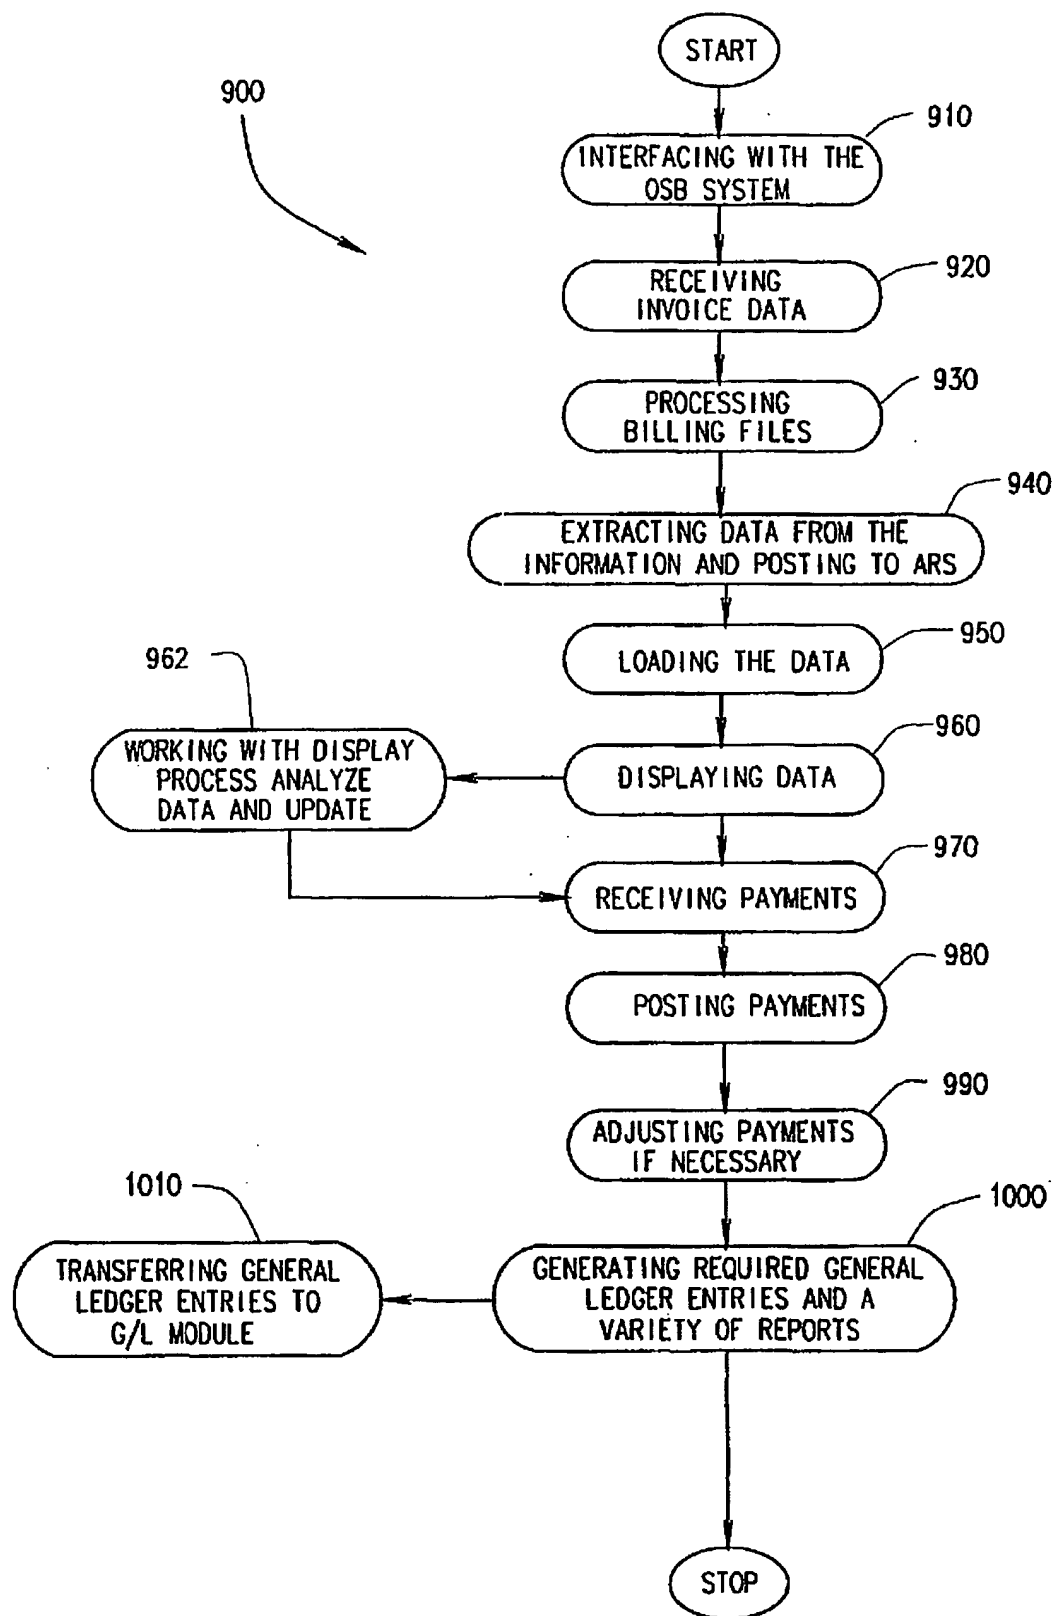 START
900
910
INTERFACING WITH THE
OSB SYSTEM
920
RECEIVING
INVOICE DATA
930
PROCESSING
BILLING FILES
940
EXTRACTING DATA FROM THE
INFORMATION AND POSTING TO ARS
950
LOADING THE DATA
962
960
WORKING WITH DISPLAY
PROCESS ANALYZE
DATA AND UPDATE
DISPLAYING DATA
970
RECEIVING PAYMENTS
980
POSTING PAYMENTS
990
ADJUSTING PAYMENTS
IF NECESSARY
1010
1000
TRANSFERRING GENERAL
LEDGER ENTRIES TO
G/L MODULE
GENERATING REQUIRED GENERAL
LEDGER ENTRIES AND A
VARIETY OF REPORTS
STOP